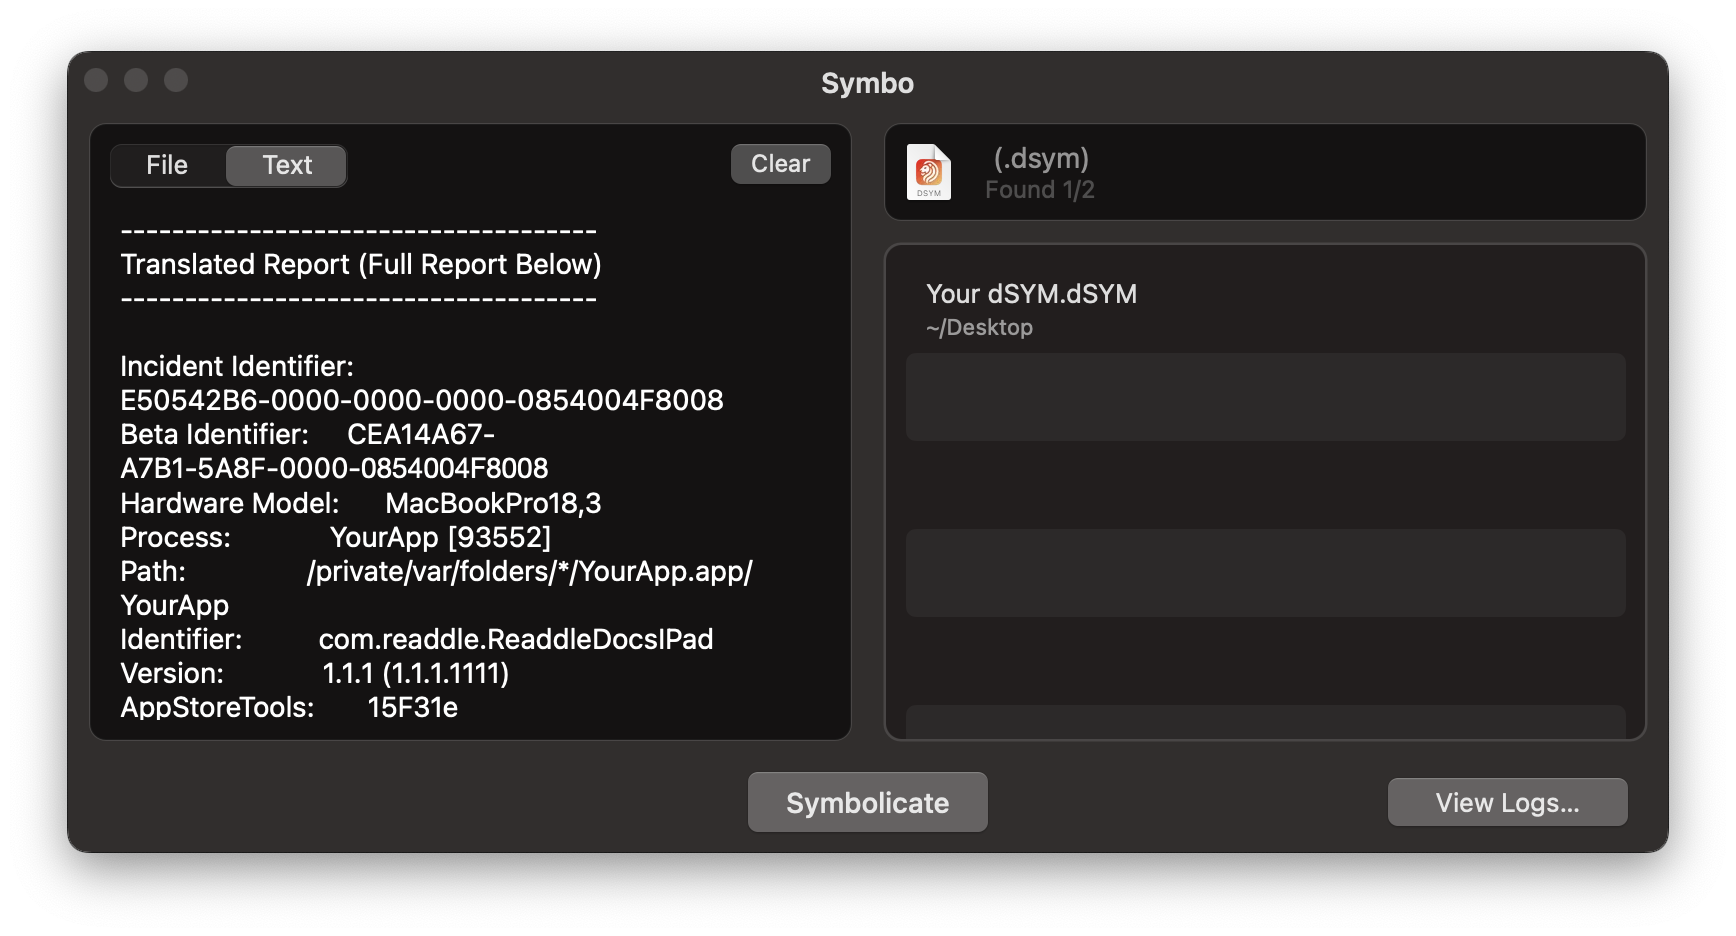 Symbo
File Text Clear
-------------------------------------
Translated Report (Full Report Below)
-------------------------------------
Incident Identifier:
E50542B6-0000-0000-0000-0854004F8008
Beta Identifier: CEA14A67-
A7B1-5A8F-0000-0854004F8008
Hardware Model: MacBookPro18,3
Process: YourApp [93552]
Path: /private/var/folders/*/YourApp.app/
YourApp
Identifier: com.readdle.ReaddleDocsIPad
Version: 1.1.1 (1.1.1.1111)
AppStoreTools: 15F31e
DSYM
(.dsym)
Found 1/2
Your dSYM.dSYM
~/Desktop
Symbolicate
View Logs...